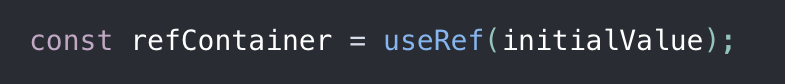 const refContainer = useRef(initialValue);